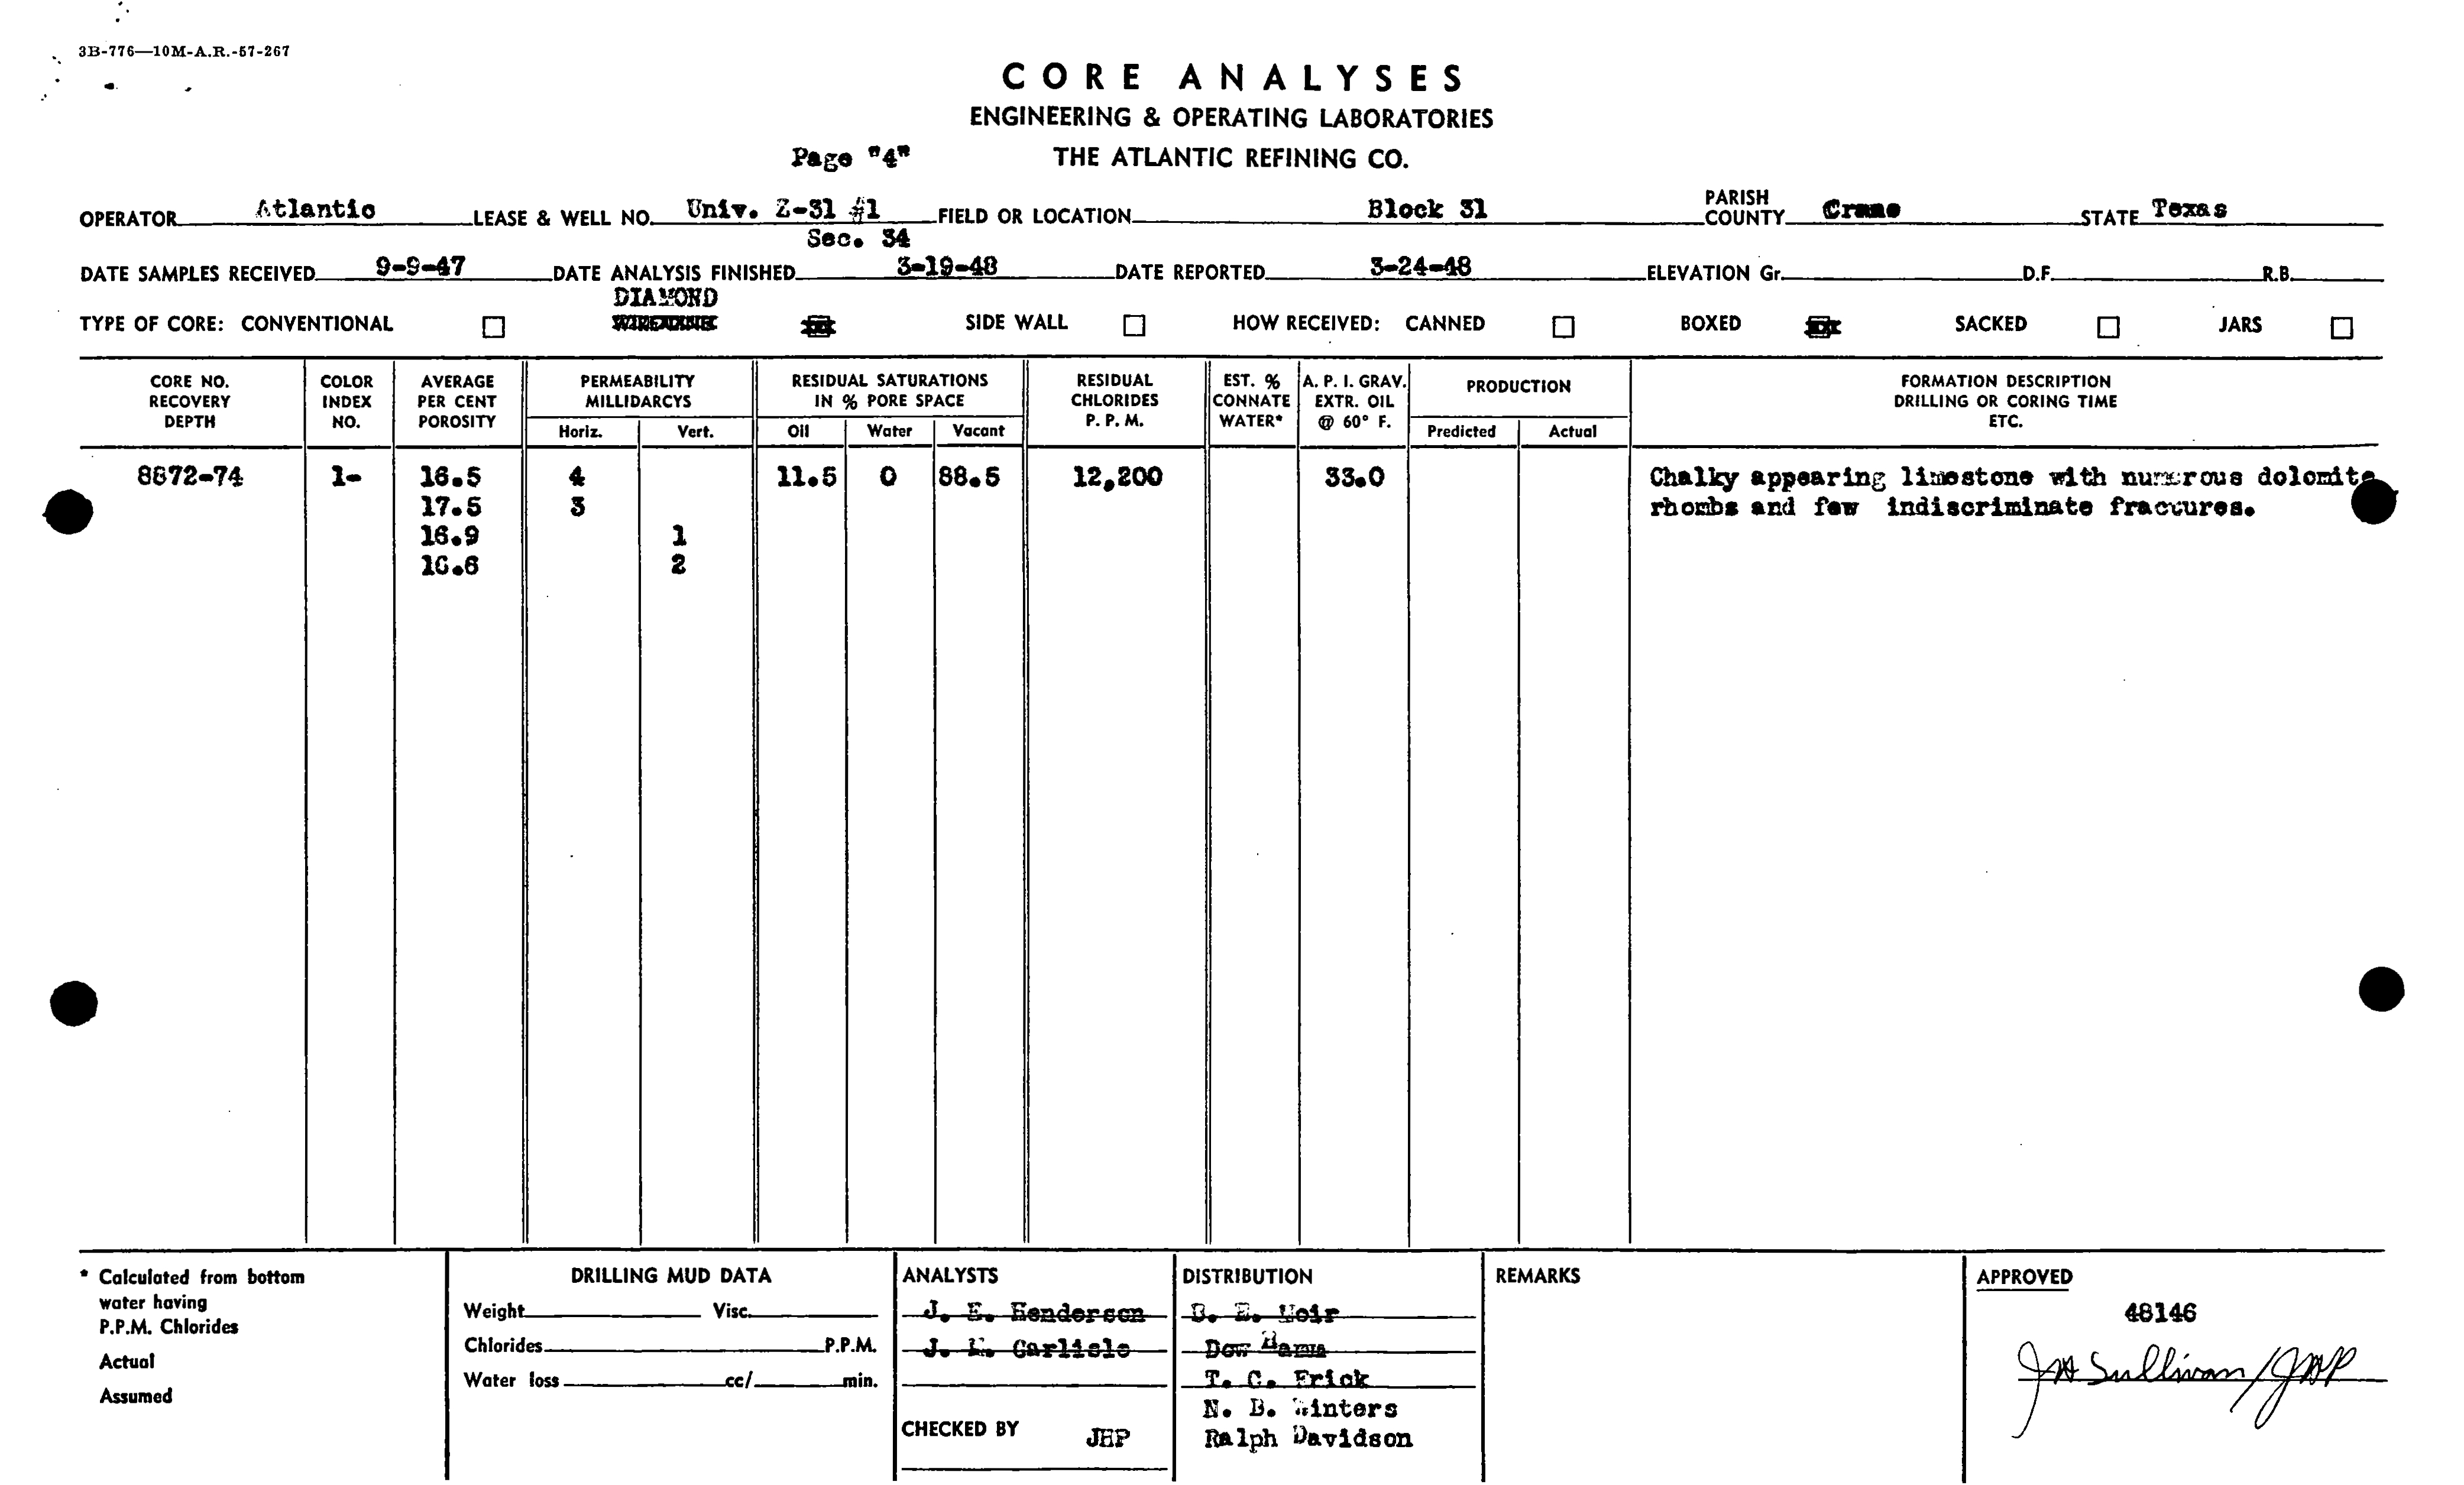 3B-776—10M-A.R.-57-267
CORE ANALYSES
ENGINEERING & OPERATING LABORATORIES
Page "4" THE ATLANTIC REFINING CO.
OPERATOR Atlantic LEASE & WELL NO. Univ. Z-31 #1 FIELD OR LOCATION Block 31 PARISH COUNTY Crane STATE Texas
Sec. 34
DATE SAMPLES RECEIVED 9-9-47 DATE ANALYSIS FINISHED 3-19-48 DATE REPORTED 3-24-48 ELEVATION Gr. D.F. R.B.
DIAMOND
TYPE OF CORE: CONVENTIONAL SIDE WALL HOW RECEIVED: CANNED BOXED SACKED JARS
CORE NO. RECOVERY DEPTH
COLOR INDEX NO.
AVERAGE PER CENT POROSITY
PERMEABILITY MILLIDARCYS
Horiz. Vert.
RESIDUAL SATURATIONS IN % PORE SPACE
Oil Water Vacant
RESIDUAL CHLORIDES P. P. M.
EST. % CONNATE WATER*
A. P. I. GRAV. EXTR. OIL @ 60° F.
PRODUCTION
Predicted Actual
FORMATION DESCRIPTION DRILLING OR CORING TIME ETC.
8872-74 1- 16.5 4 11.5 0 88.5 12,200 33.0 Chalky appearing limestone with numerous dolomite
17.5 3 rhombs and few indiscriminate fractures.
16.9 1
16.6 2
* Calculated from bottom
water having
P.P.M. Chlorides
Actual
Assumed
DRILLING MUD DATA
Weight Visc.
Chlorides P.P.M.
Water loss cc/ min.
ANALYSTS
J. E. Henderson
Carlisle
CHECKED BY JHP
DISTRIBUTION
Dow
T. C. Frick
N. B. Winters
Ralph Davidson
REMARKS
APPROVED
48146
JH Sullivan/JHP